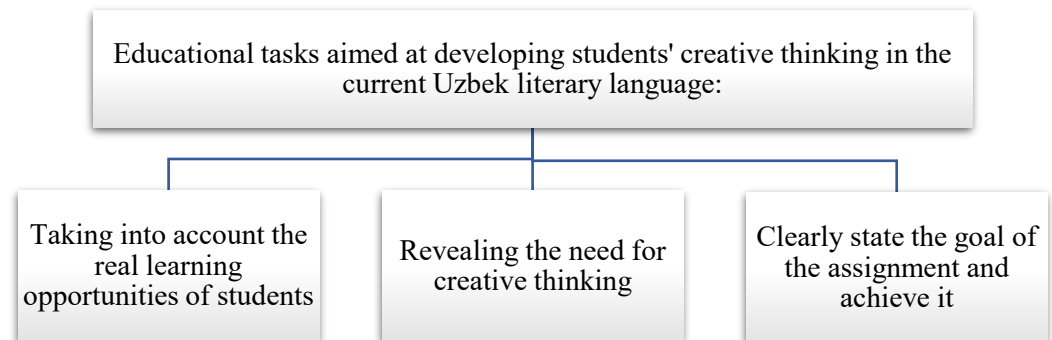 Educational tasks aimed at developing students' creative thinking in the
current Uzbek literary language:
Taking into account the
real learning
opportunities of students
Revealing the need for
creative thinking
Clearly state the goal of
the assignment and
achieve it